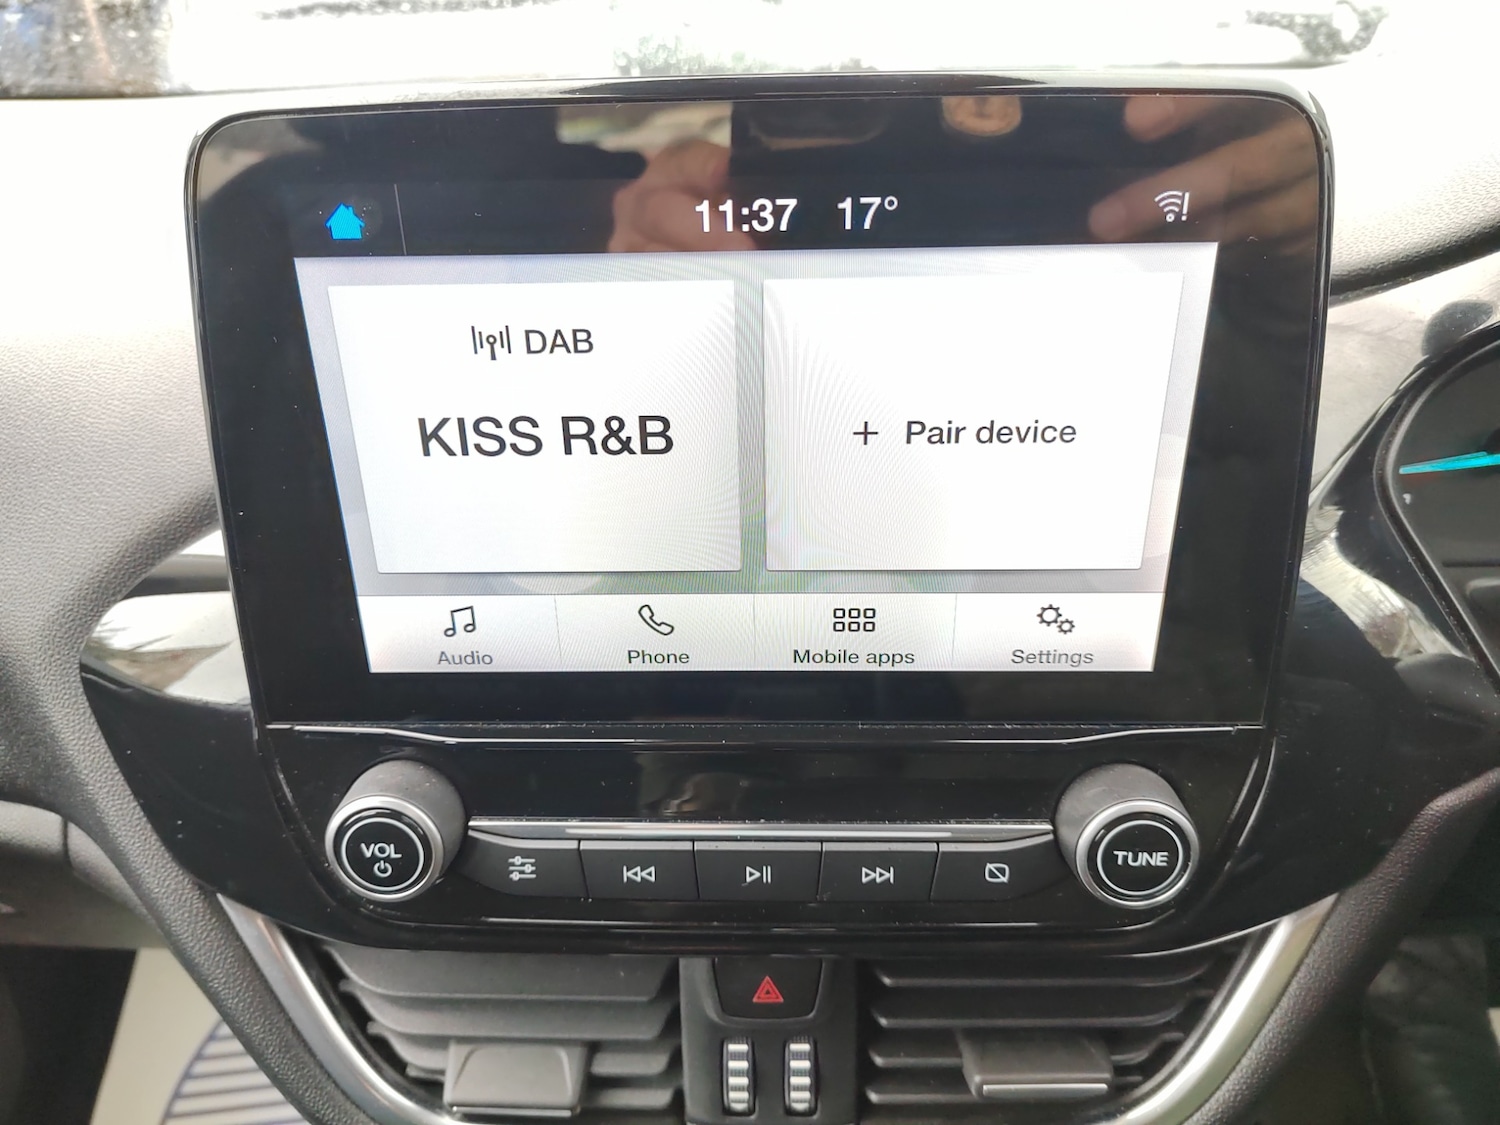 11:37 17°
DAB
KISS R&B
+ Pair device
Audio Phone Mobile apps Settings
VOL
TUNE